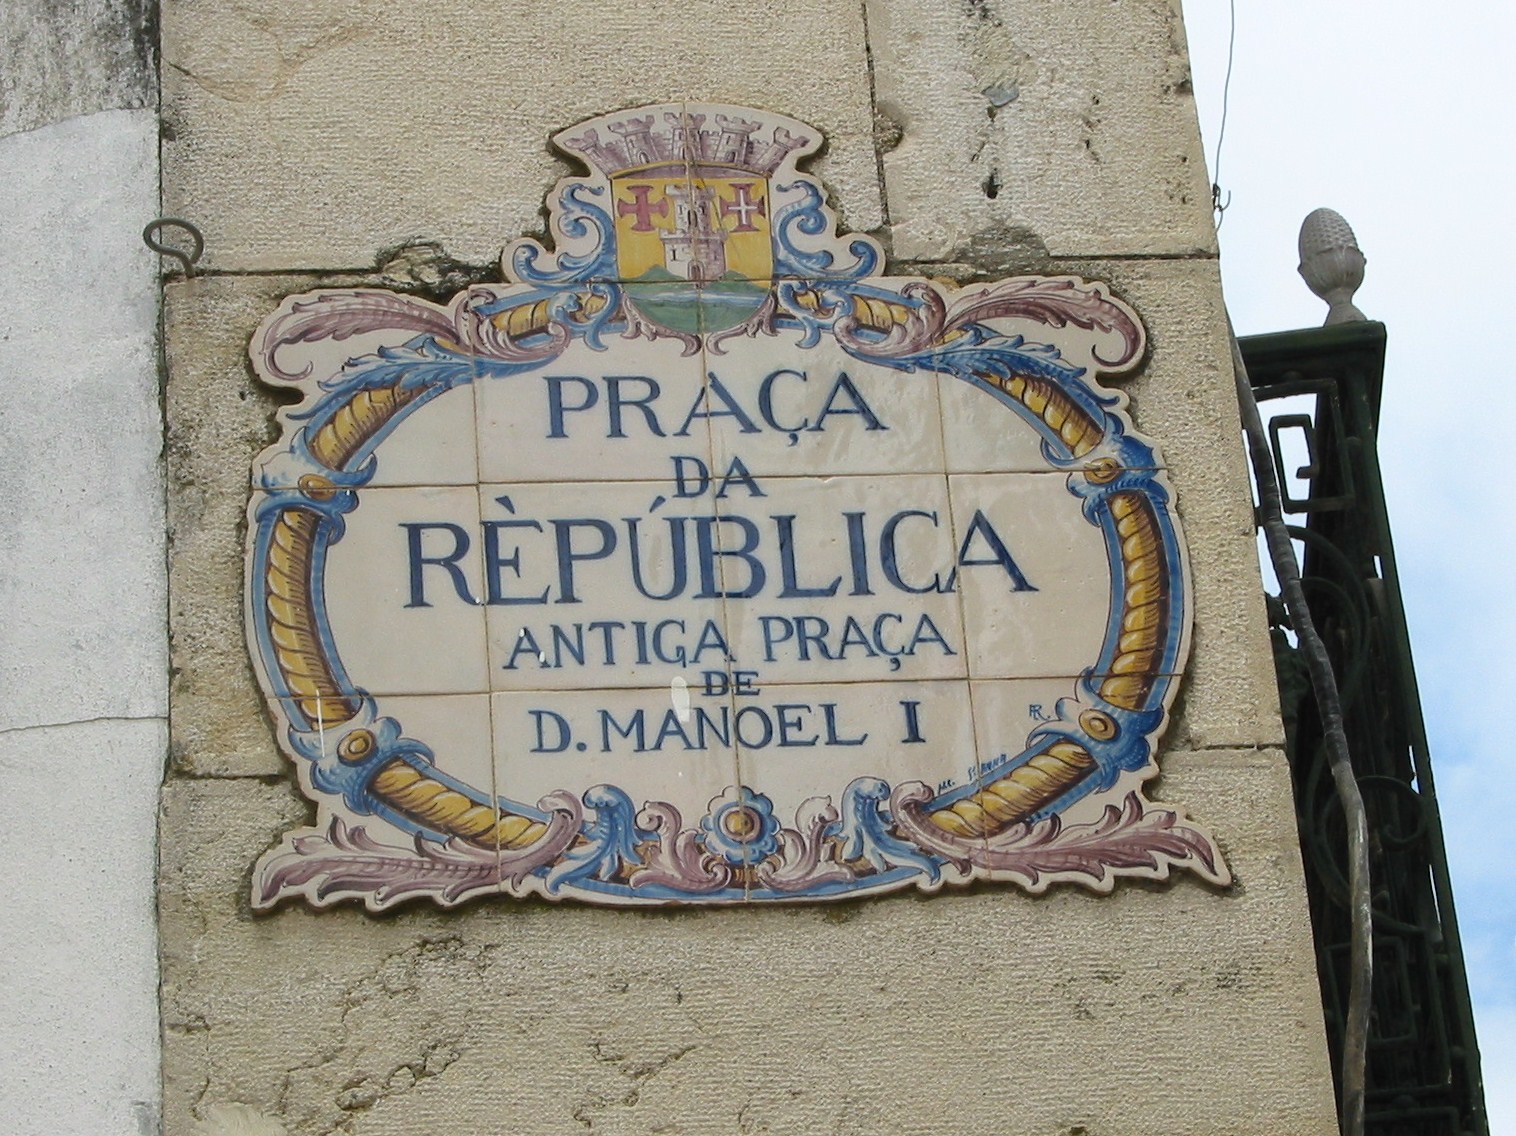 PRAÇA
DA
RÈPÚBLICA
ANTIGA PRAÇA
DE
D. MANOEL I